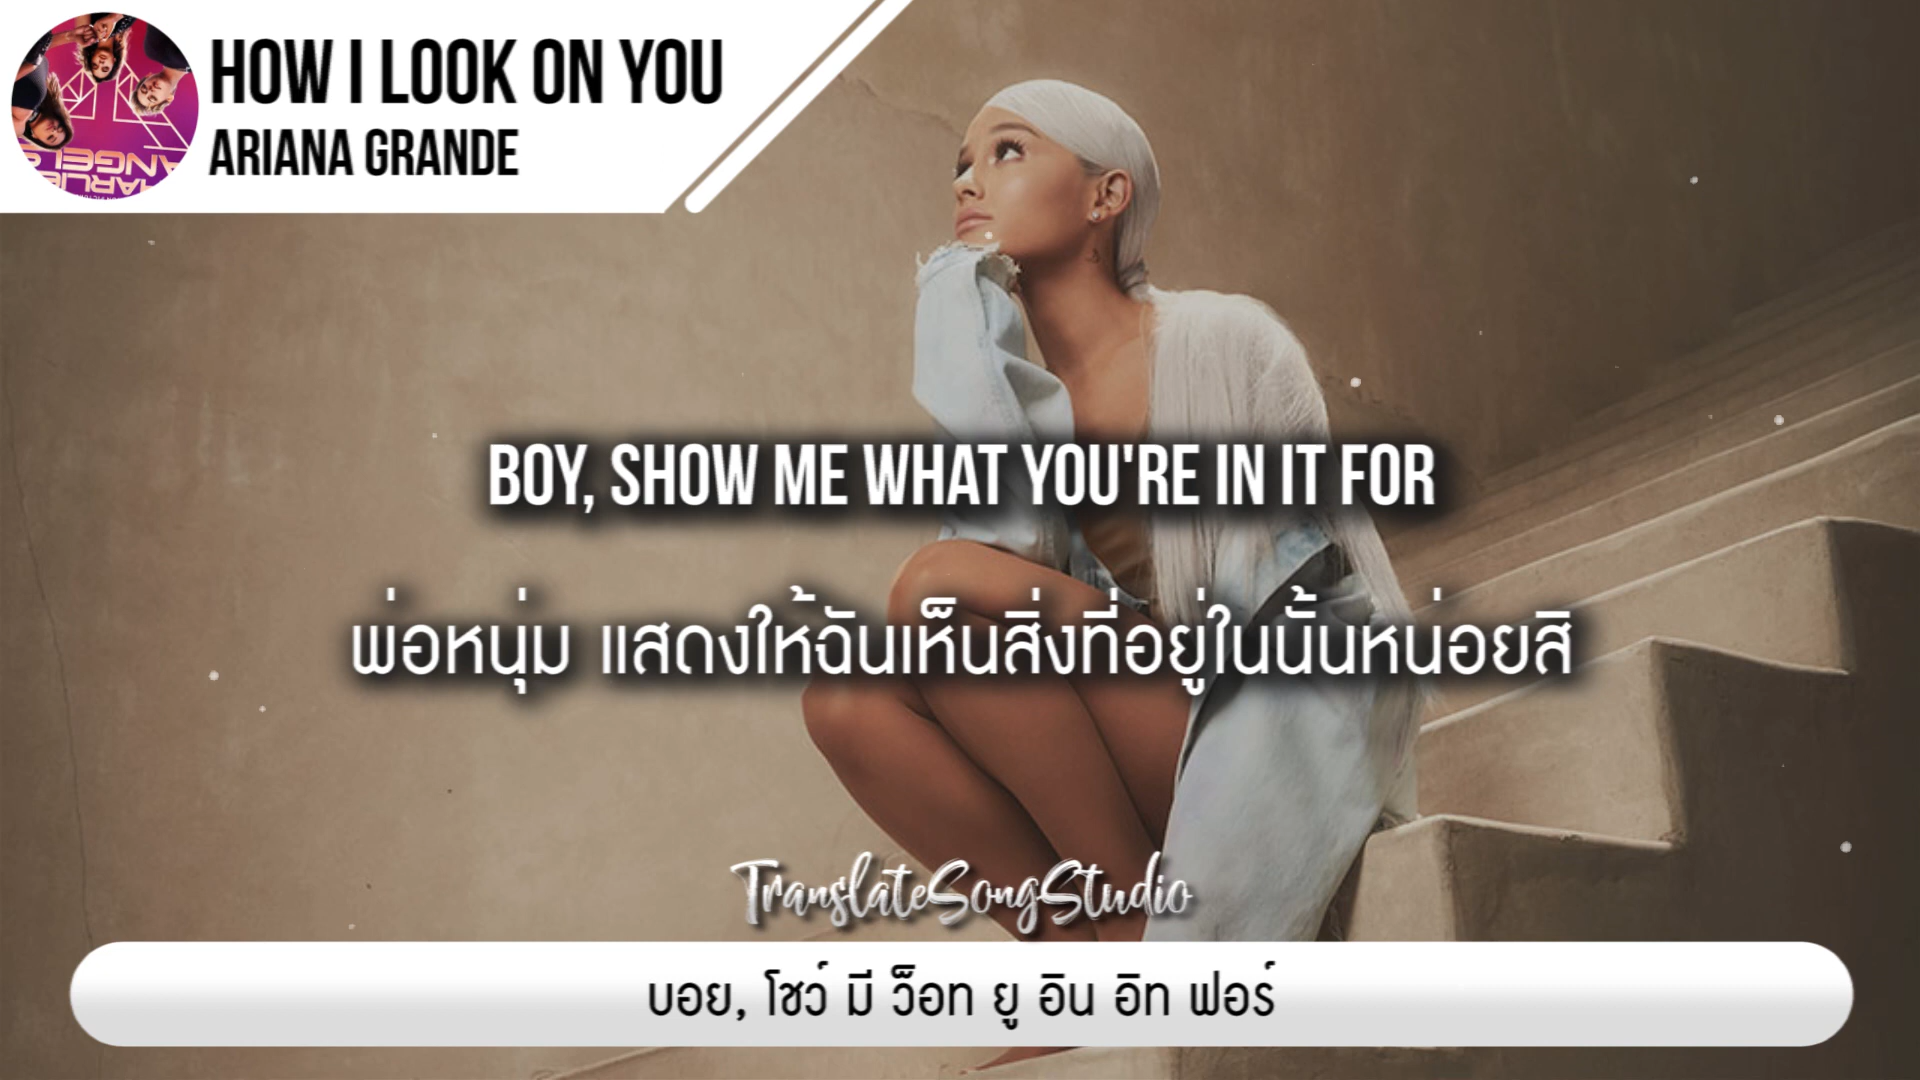 HOW I LOOK ON YOU
ARIANA GRANDE
BOY, SHOW ME WHAT YOU'RE IN IT FOR
พ่อหนุ่ม แสดงให้ฉันเห็นสิ่งที่อยู่ในนั้นหน่อยสิ
TranslateSongStudio
บอย, โชว์ มี ว็อท ยู อิน อิท ฟอร์